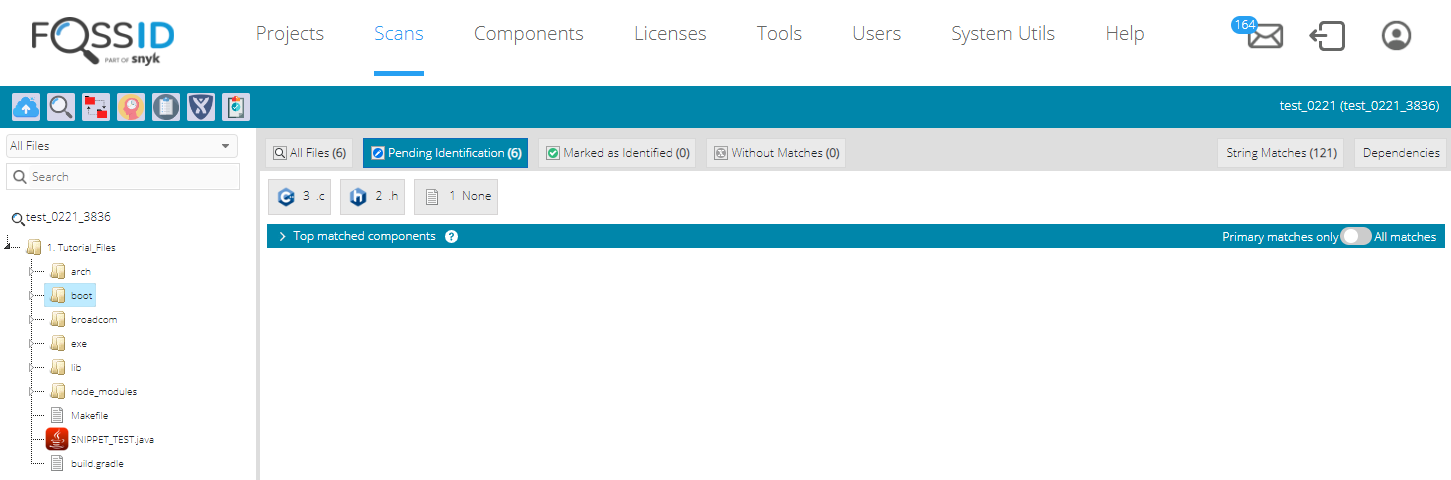 FOSSID
PART OF snyk
Projects Scans Components Licenses Tools Users System Utils Help
164
test_0221 (test_0221_3836)
All Files
Search
test_0221_3836
1. Tutorial_Files
arch
boot
broadcom
exe
lib
node_modules
Makefile
SNIPPET_TEST.java
build.gradle
All Files (6) Pending Identification (6) Marked as Identified (0) Without Matches (0) String Matches (121) Dependencies
3 .c 2 .h 1 None
Top matched components ? Primary matches only All matches